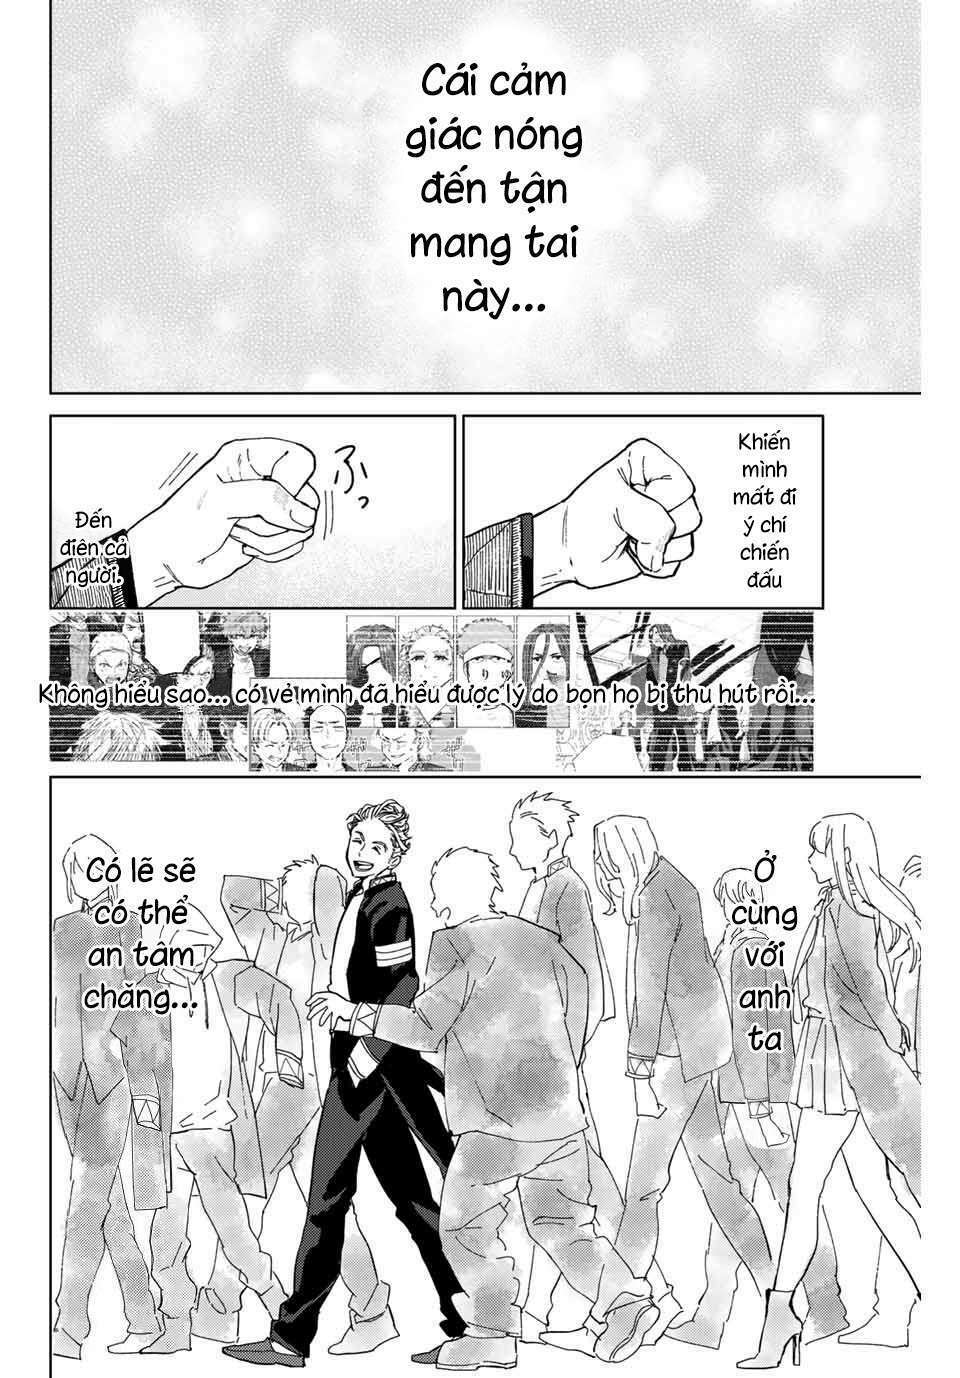 Cái cảm
giác nóng
đến tận
mang tai
này...
Khiến
mình
mất đi
ý chí
chiến
đấu
ふっ
Đến
điên cả
người.
Không hiểu sao... có vẻ mình đã hiểu được lý do bọn họ bị thu hút rồi...
Ở
cùng
với
anh
ta
Có lẽ sẽ
có thể
an tâm
chăng...